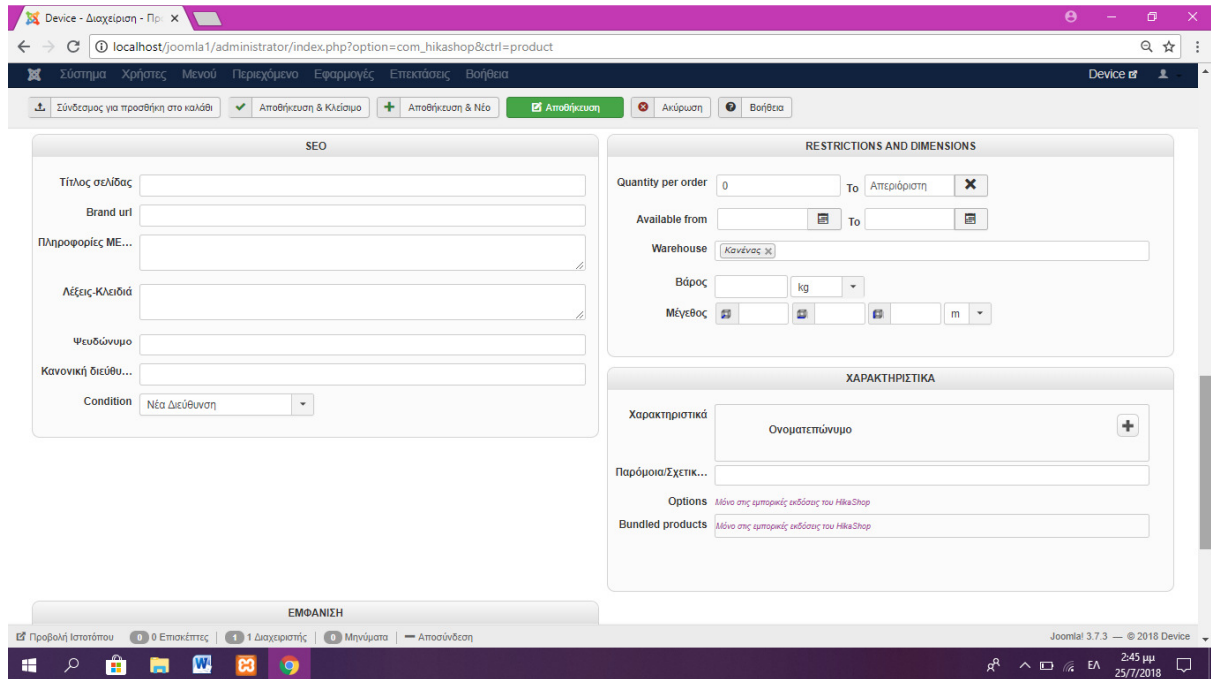 Device - Διαχείριση - Πρ
localhost/joomla1/administrator/index.php?option=com_hikashop&ctrl=product
Σύστημα Χρήστες Μενού Περιεχόμενο Εφαρμογές Επεκτάσεις Βοήθεια Device
Σύνδεσμος για προσθήκη στο καλάθι Αποθήκευση & Κλείσιμο Αποθήκευση & Νέο Αποθήκευση Ακύρωση Βοήθεια
SEO
Τίτλος σελίδας
Brand url
Πληροφορίες ΜΕ...
Λέξεις-Κλειδιά
Ψευδώνυμο
Κανονική διεύθυ...
Condition Νέα Διεύθυνση
RESTRICTIONS AND DIMENSIONS
Quantity per order 0 To Απεριόριστη
Available from To
Warehouse Κανένας
Βάρος kg
Μέγεθος m
ΧΑΡΑΚΤΗΡΙΣΤΙΚΑ
Χαρακτηριστικά
Ονοματεπώνυμο
Παρόμοια/Σχετικ...
Options Μόνο στις εμπορικές εκδόσεις του HikaShop
Bundled products Μόνο στις εμπορικές εκδόσεις του HikaShop
ΕΜΦΑΝΙΣΗ
Προβολή Ιστοτόπου 0 0 Επισκέπτες 1 1 Διαχειριστής 0 Μηνύματα Αποσύνδεση Joomla! 3.7.3 — © 2018 Device
ΕΛ 2:45 μμ
25/7/2018